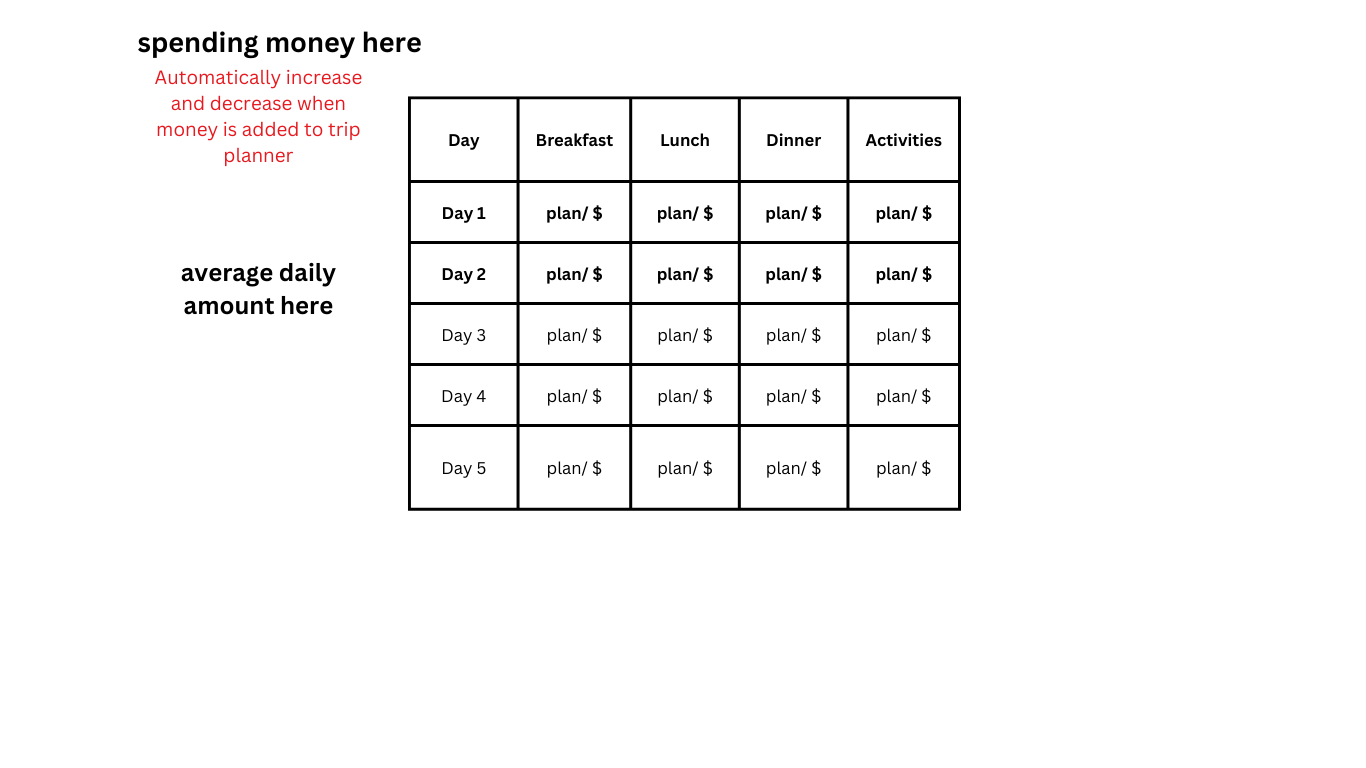 spending money here
Automatically increase
and decrease when
money is added to trip
planner
average daily
amount here
Day Breakfast Lunch Dinner Activities
Day 1 plan/ $ plan/ $ plan/ $ plan/ $
Day 2 plan/ $ plan/ $ plan/ $ plan/ $
Day 3 plan/ $ plan/ $ plan/ $ plan/ $
Day 4 plan/ $ plan/ $ plan/ $ plan/ $
Day 5 plan/ $ plan/ $ plan/ $ plan/ $